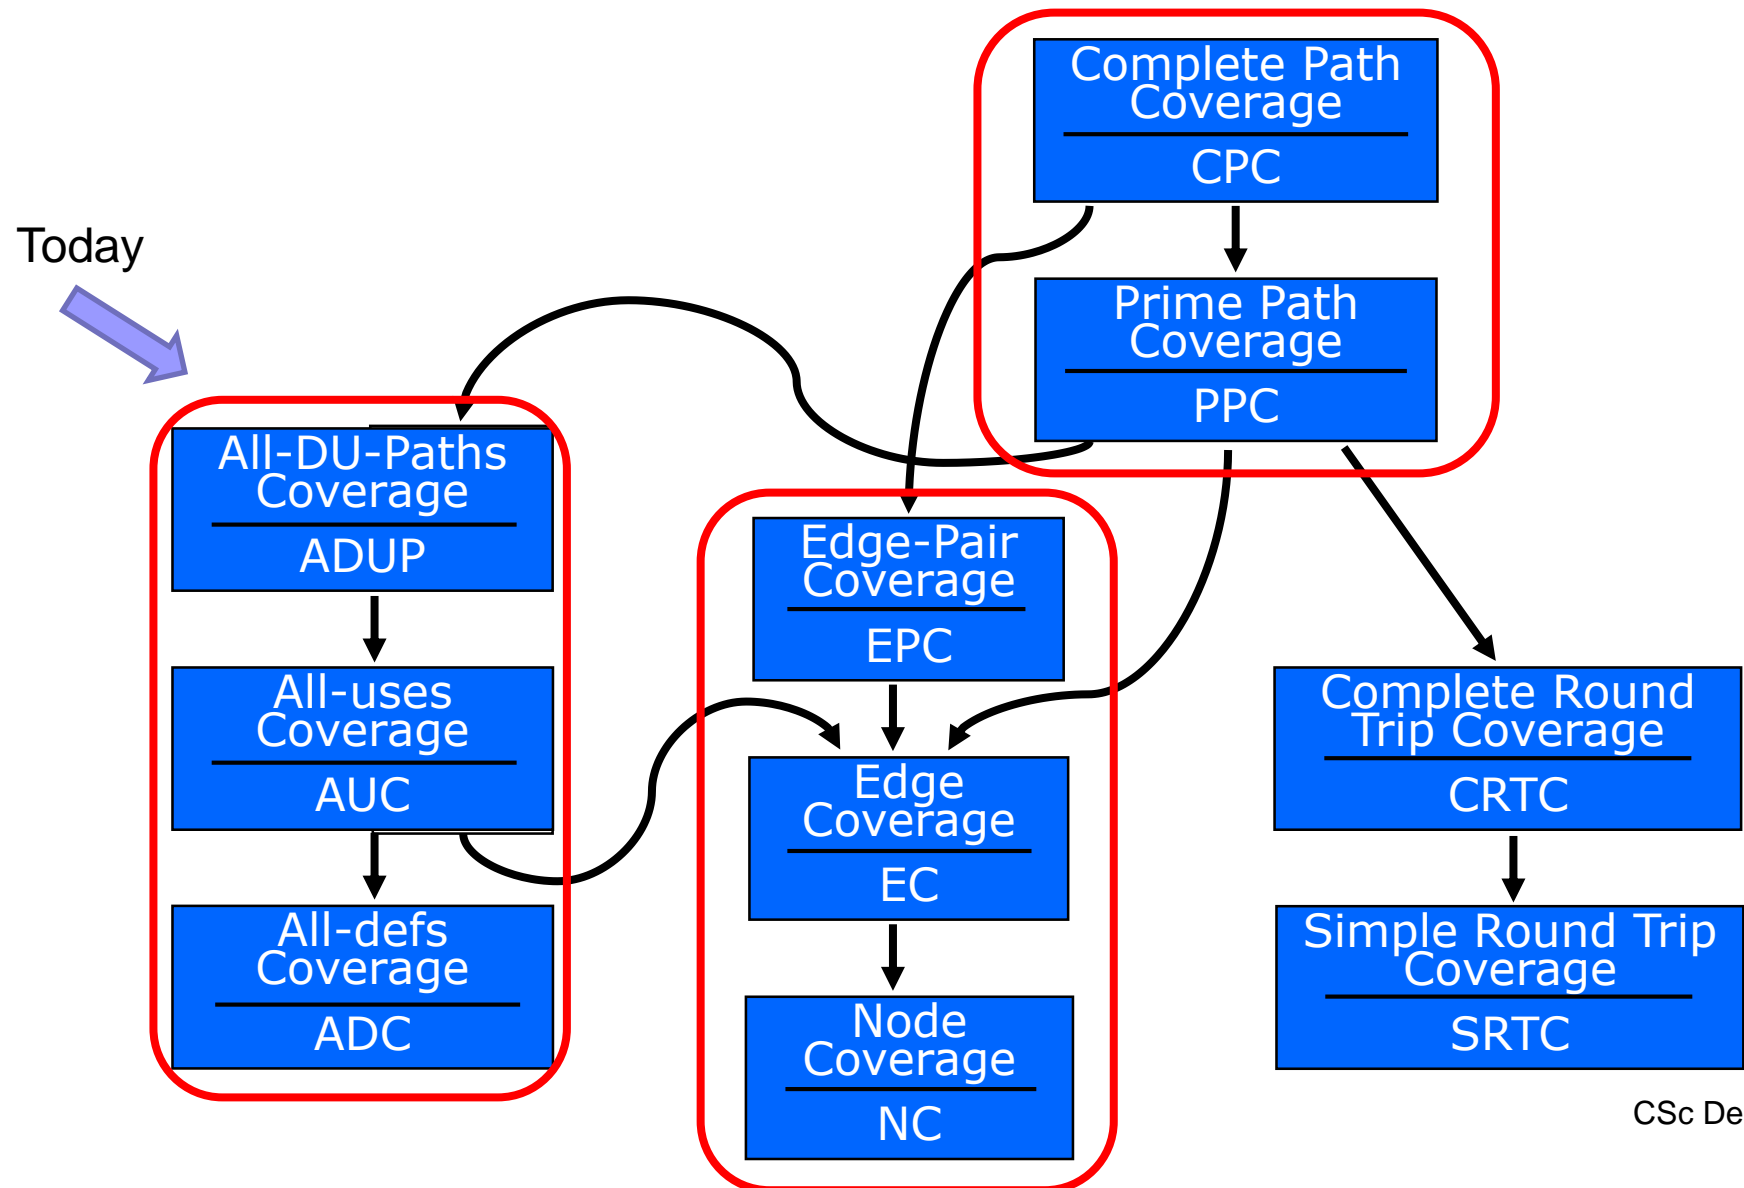 Complete Path
Coverage
CPC
Today
Prime Path
Coverage
PPC
All-DU-Paths
Coverage
ADUP
Edge-Pair
Coverage
EPC
All-uses
Coverage
AUC
Complete Round
Trip Coverage
CRTC
Edge
Coverage
EC
All-defs
Coverage
ADC
Simple Round Trip
Coverage
SRTC
Node
Coverage
NC
CSc De